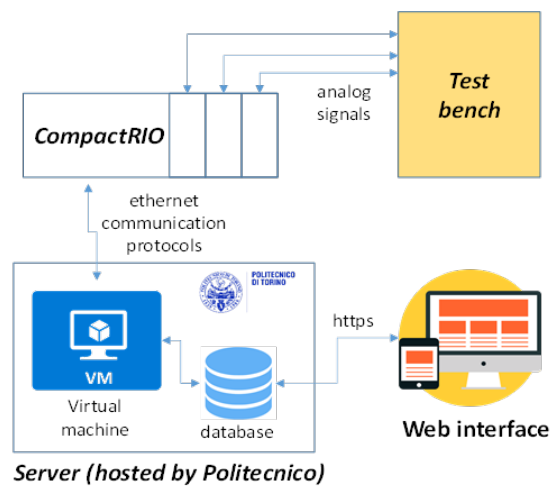 Test
bench
analog
signals
CompactRIO
ethernet
communication
protocols
POLITECNICO
DI TORINO
https
VM
Virtual
machine
database
Web interface
Server (hosted by Politecnico)